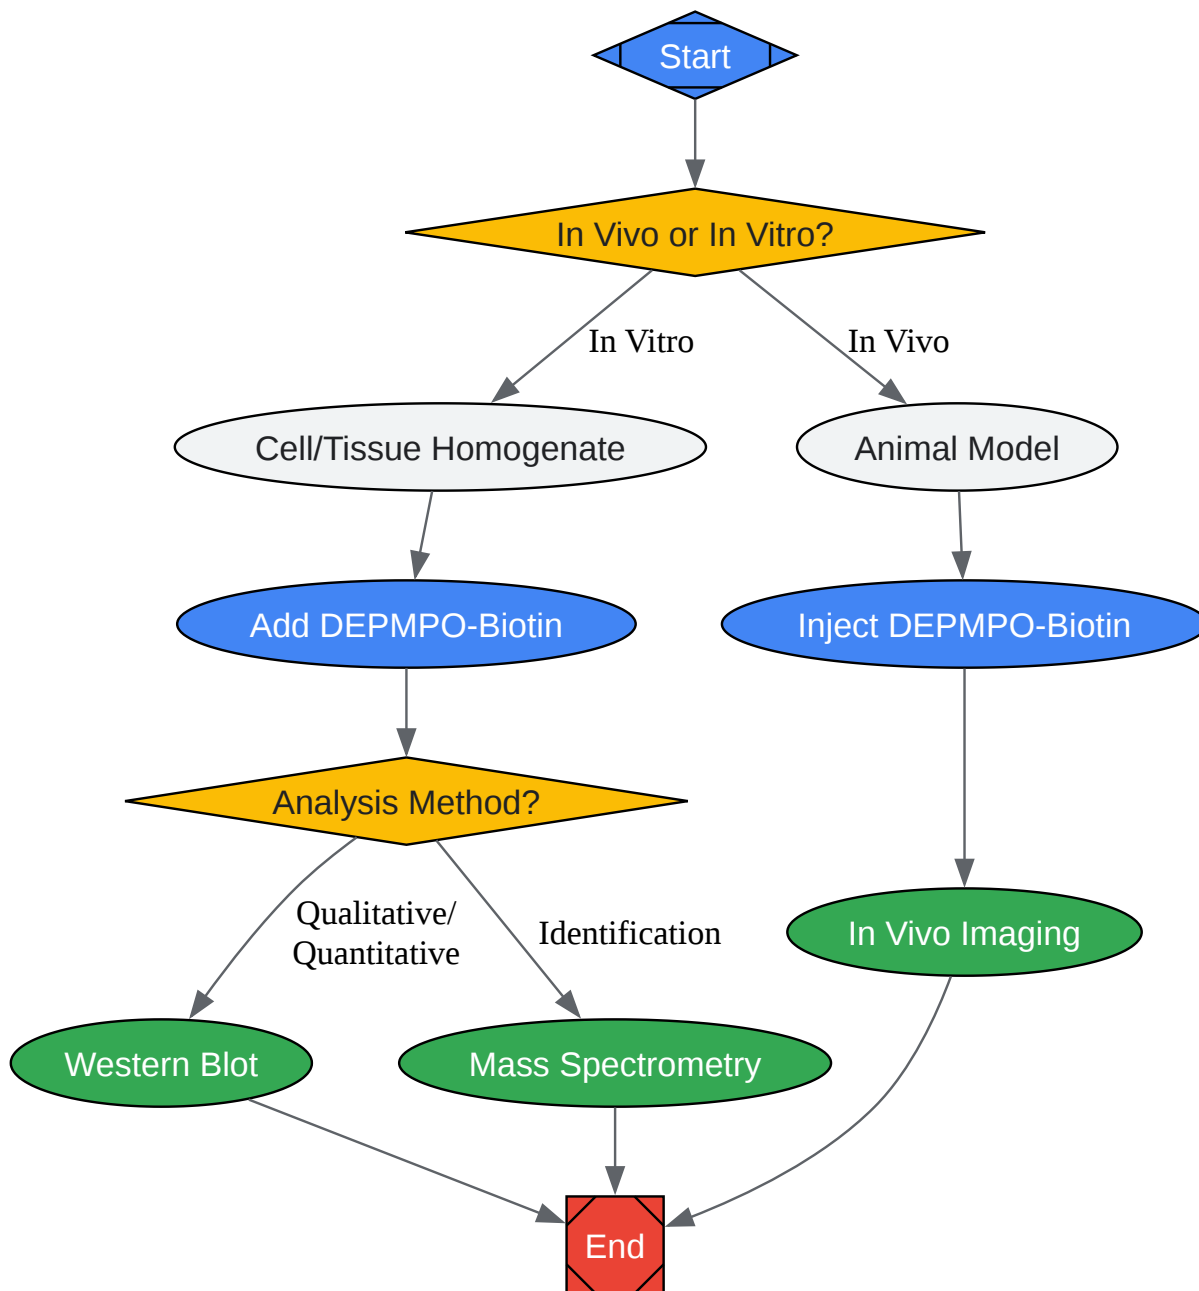 Start
In Vivo or In Vitro?
In Vitro
In Vivo
Cell/Tissue Homogenate
Animal Model
Add DEPMPO-Biotin
Inject DEPMPO-Biotin
Analysis Method?
Qualitative/
Quantitative
Identification
In Vivo Imaging
Western Blot
Mass Spectrometry
End